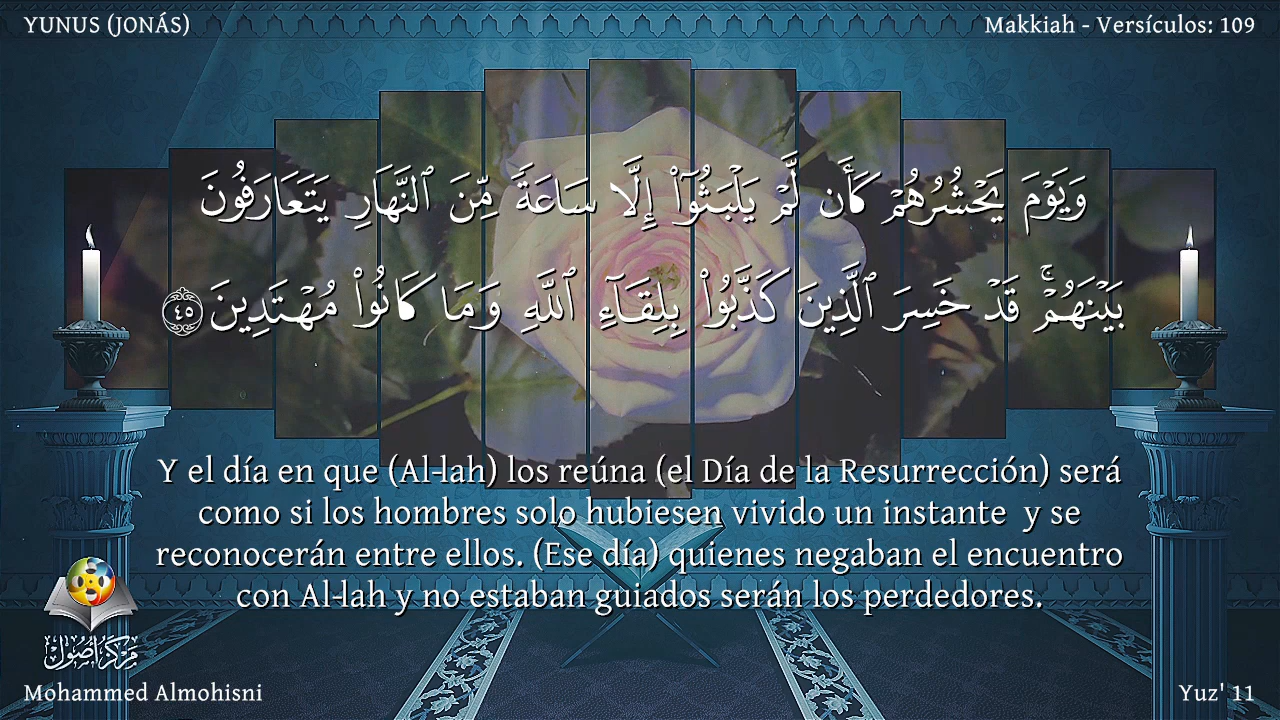 YUNUS (JONÁS)
Makkiah - Versículos: 109
وَيَوْمَ يَحْشُرُهُمْ كَأَن لَّمْ يَلْبَثُوٓا۟ إِلَّا سَاعَةً مِّنَ ٱلنَّهَارِ يَتَعَارَفُونَ
بَيْنَهُمْ ۚ قَدْ خَسِرَ ٱلَّذِينَ كَذَّبُوا۟ بِلِقَآءِ ٱللَّهِ وَمَا كَانُوا۟ مُهْتَدِينَ ٤٥
Y el día en que (Al-lah) los reúna (el Día de la Resurrección) será
como si los hombres solo hubiesen vivido un instante y se
reconocerán entre ellos. (Ese día) quienes negaban el encuentro
con Al-lah y no estaban guiados serán los perdedores.
مركز أصول
Mohammed Almohisni
Yuz' 11